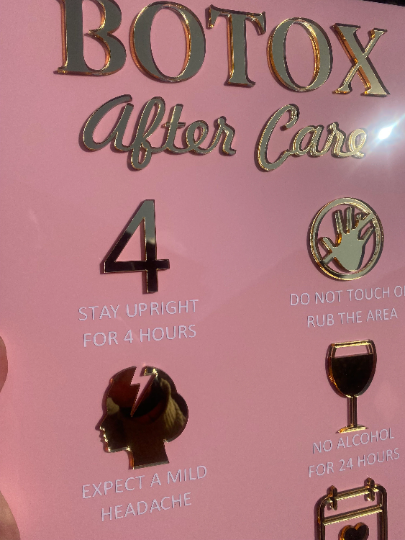 BOTOX
After Care
4
STAY UPRIGHT
FOR 4 HOURS
DO NOT TOUCH O
RUB THE AREA
EXPECT A MILD
HEADACHE
NO ALCOHOL
FOR 24 HOURS